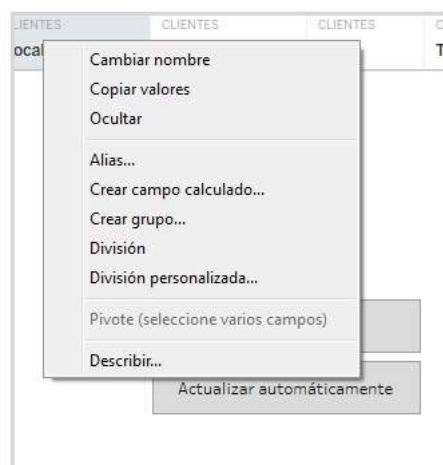 CLIENTES CLIENTES
Cambiar nombre
Copiar valores
Ocultar
Alias...
Crear campo calculado...
Crear grupo...
División
División personalizada...
Pivote (seleccione varios campos)
Describir...
Actualizar automáticamente